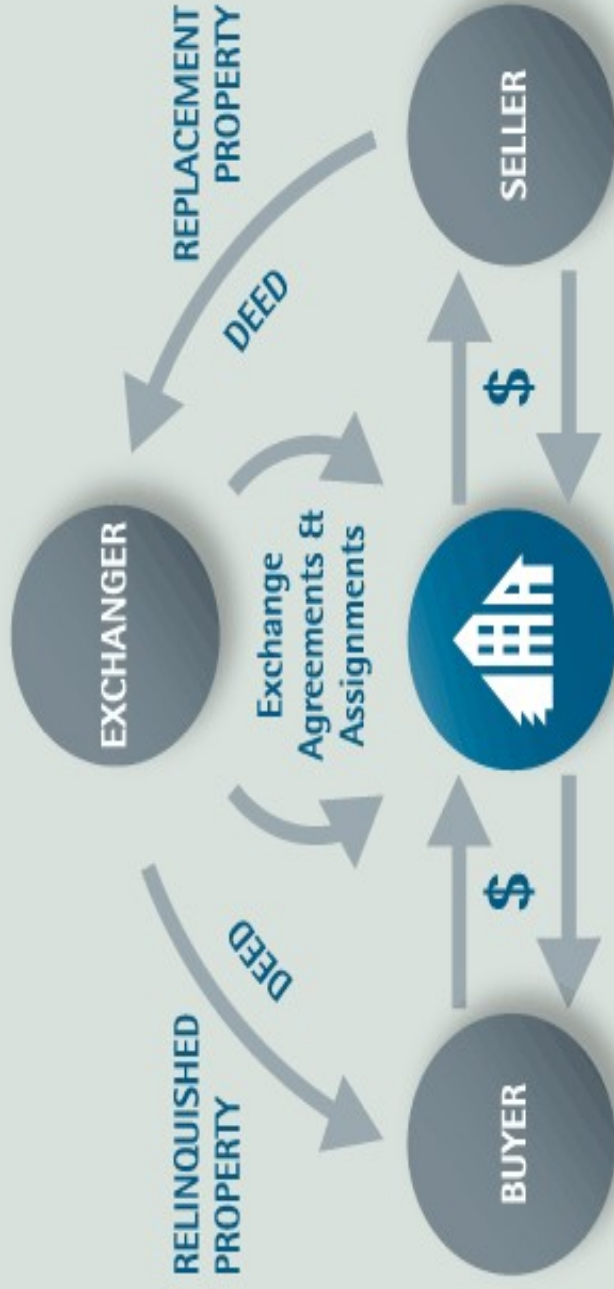 EXCHANGER
RELINQUISHED
PROPERTY
REPLACEMENT
PROPERTY
DEED
DEED
Exchange
Agreements &
Assignments
BUYER
$
$
SELLER